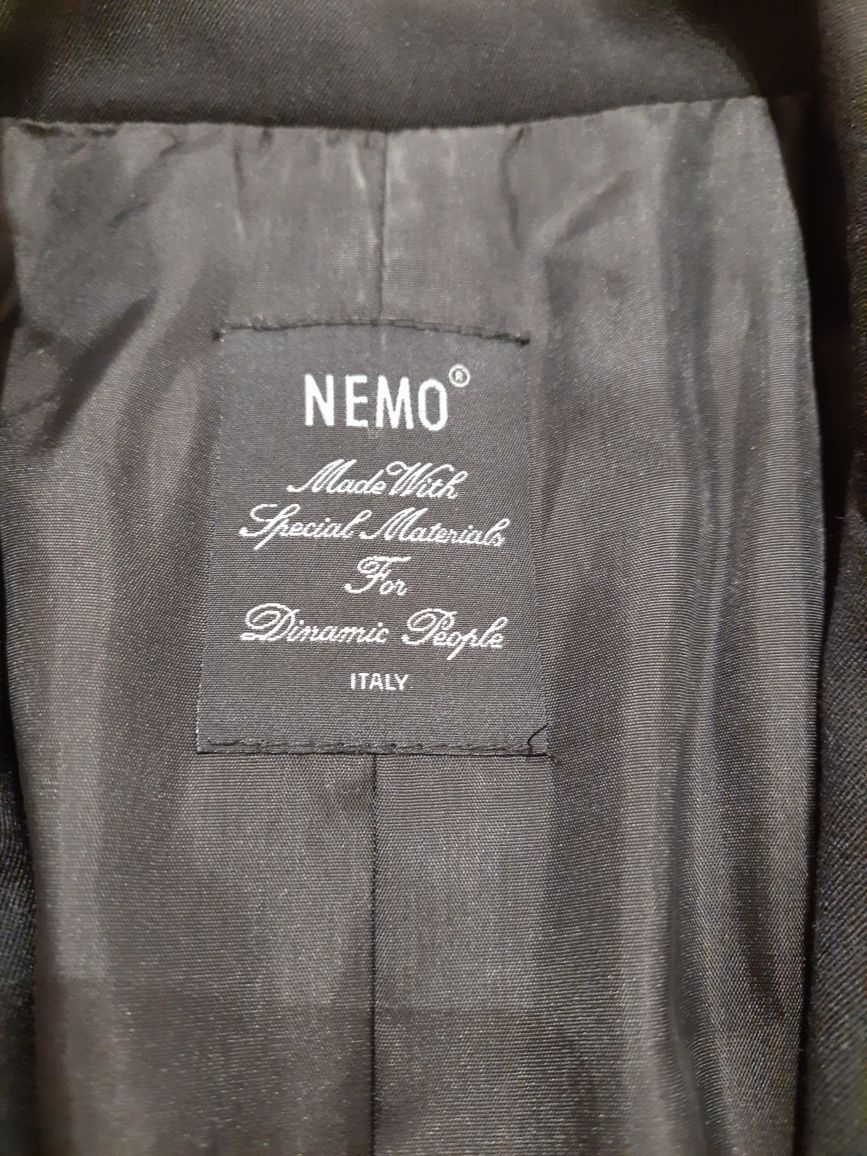 NEMO®
Made With
Special Materials
For
Dinamic People
ITALY